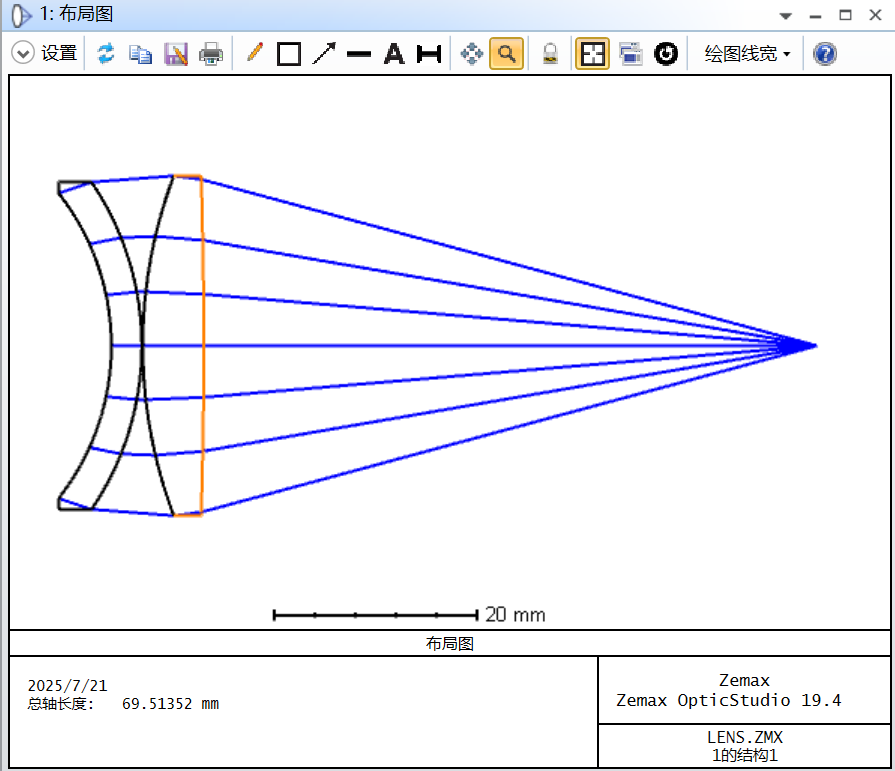 1: 布局图
设置
A
绘图线宽
20 mm
布局图
2025/7/21
总轴长度: 69.51352 mm
Zemax
Zemax OpticStudio 19.4
LENS.ZMX
1的结构1